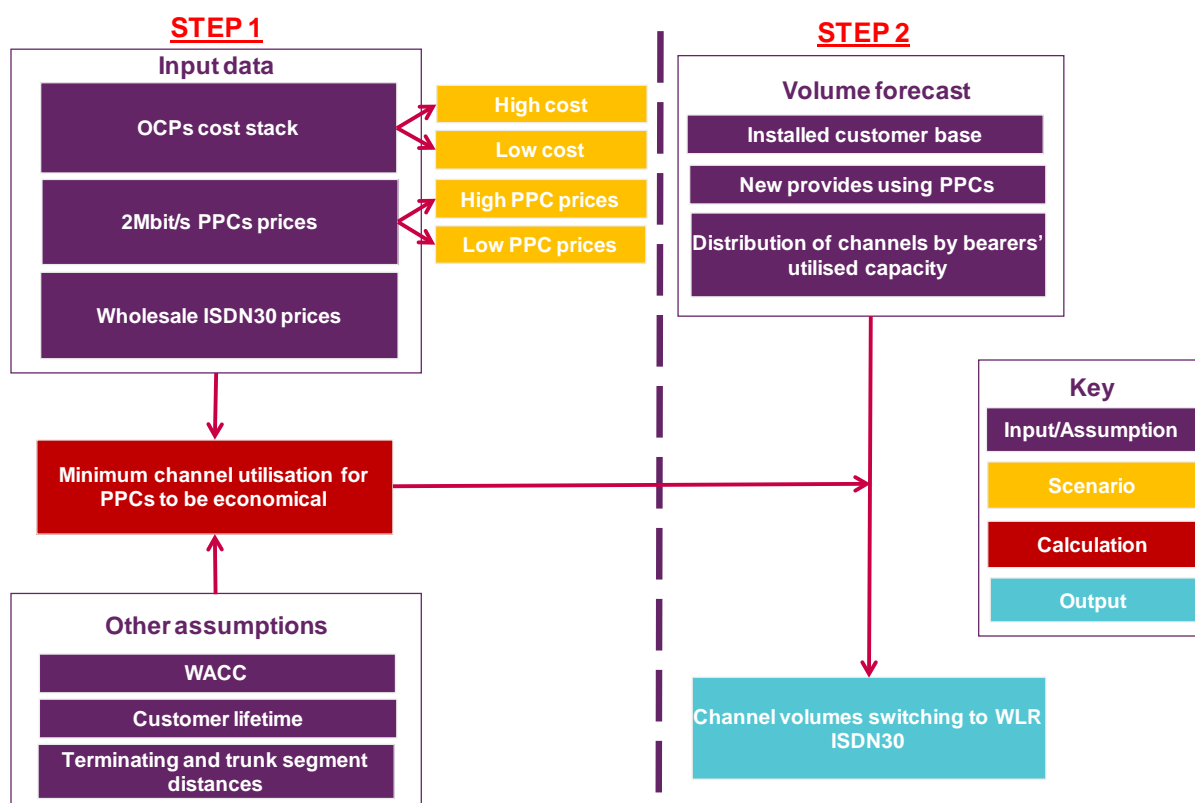 STEP 1
Input data
OCPs cost stack
High cost
Low cost
2Mbit/s PPCs prices
High PPC prices
Low PPC prices
Wholesale ISDN30 prices
Minimum channel utilisation for
PPCs to be economical
Other assumptions
WACC
Customer lifetime
Terminating and trunk segment
distances
STEP 2
Volume forecast
Installed customer base
New provides using PPCs
Distribution of channels by bearers’
utilised capacity
Channel volumes switching to WLR
ISDN30
Key
Input/Assumption
Scenario
Calculation
Output